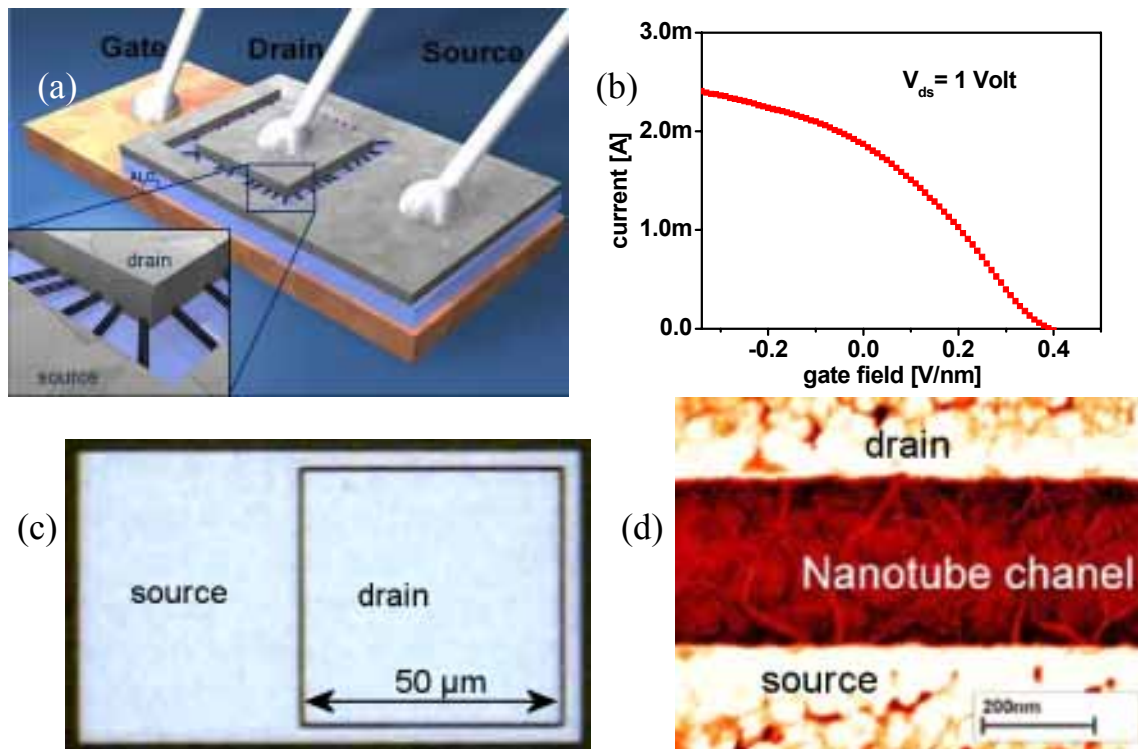 (a)
Gate
Drain
Source
drain
source
(b)
V_ds = 1 Volt
current [A]
3.0m
2.0m
1.0m
0.0
-0.2
0.0
0.2
0.4
gate field [V/nm]
(c)
source
drain
50 µm
(d)
drain
Nanotube chanel
source
200nm